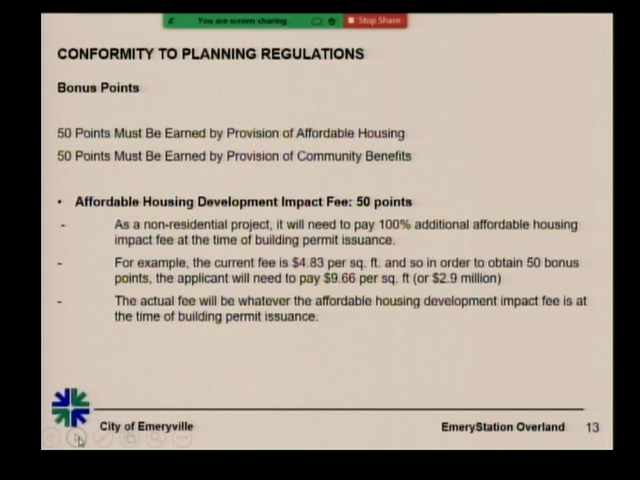 You are screen sharing
Stop Share
CONFORMITY TO PLANNING REGULATIONS
Bonus Points
50 Points Must Be Earned by Provision of Affordable Housing
50 Points Must Be Earned by Provision of Community Benefits
• Affordable Housing Development Impact Fee: 50 points
- As a non-residential project, it will need to pay 100% additional affordable housing
impact fee at the time of building permit issuance.
- For example, the current fee is $4.83 per sq. ft. and so in order to obtain 50 bonus
points, the applicant will need to pay $9.66 per sq. ft (or $2.9 million)
- The actual fee will be whatever the affordable housing development impact fee is at
the time of building permit issuance.
City of Emeryville
EmeryStation Overland 13